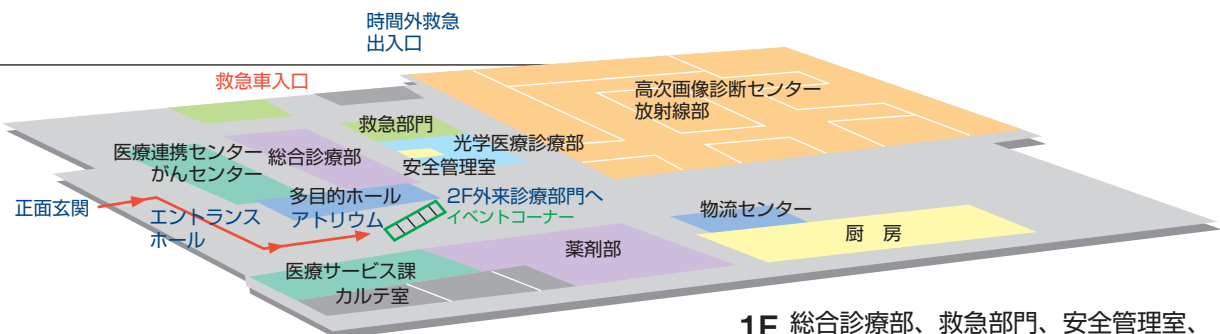 時間外救急
出入口
救急車入口
高次画像診断センター
放射線部
救急部門
光学医療診療部
安全管理室
医療連携センター
がんセンター
総合診療部
多目的ホール
アトリウム
2F外来診療部門へ
イベントコーナー
正面玄関
エントランス
ホール
物流センター
厨 房
薬剤部
医療サービス課
カルテ室
1F 総合診療部、救急部門、安全管理室、